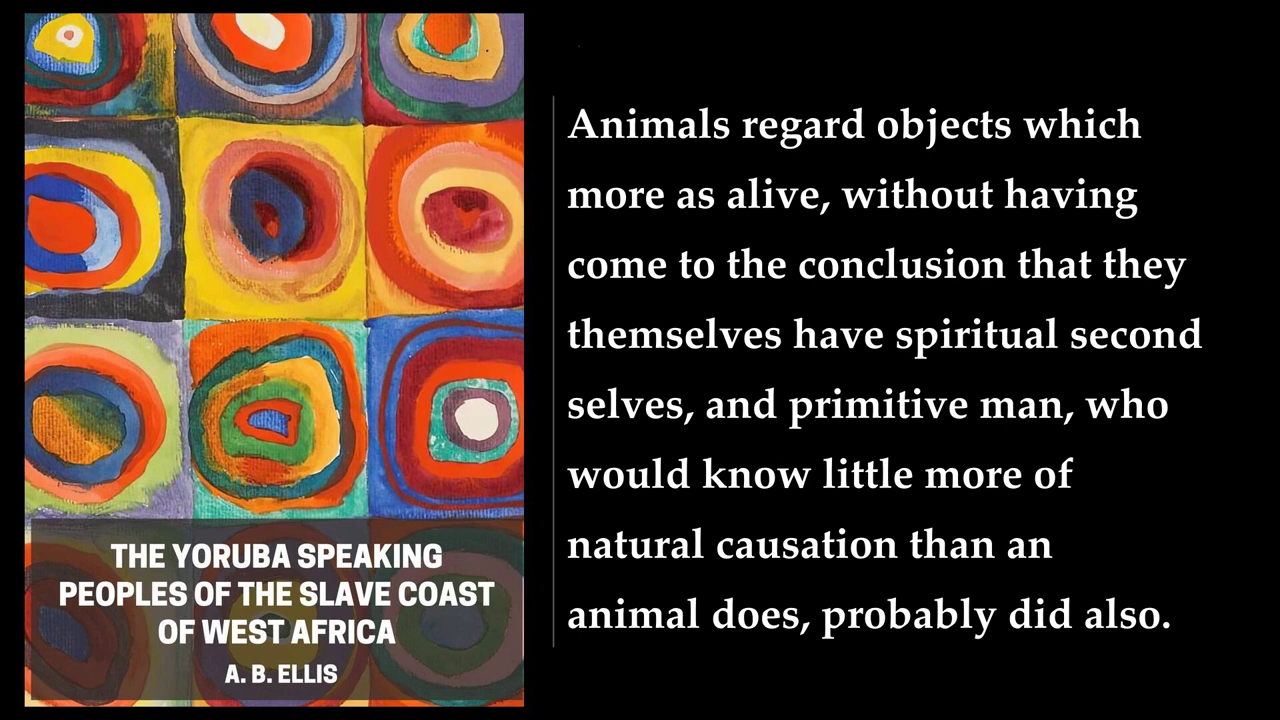 THE YORUBA SPEAKING
PEOPLES OF THE SLAVE COAST
OF WEST AFRICA
A. B. ELLIS
Animals regard objects which
more as alive, without having
come to the conclusion that they
themselves have spiritual second
selves, and primitive man, who
would know little more of
natural causation than an
animal does, probably did also.